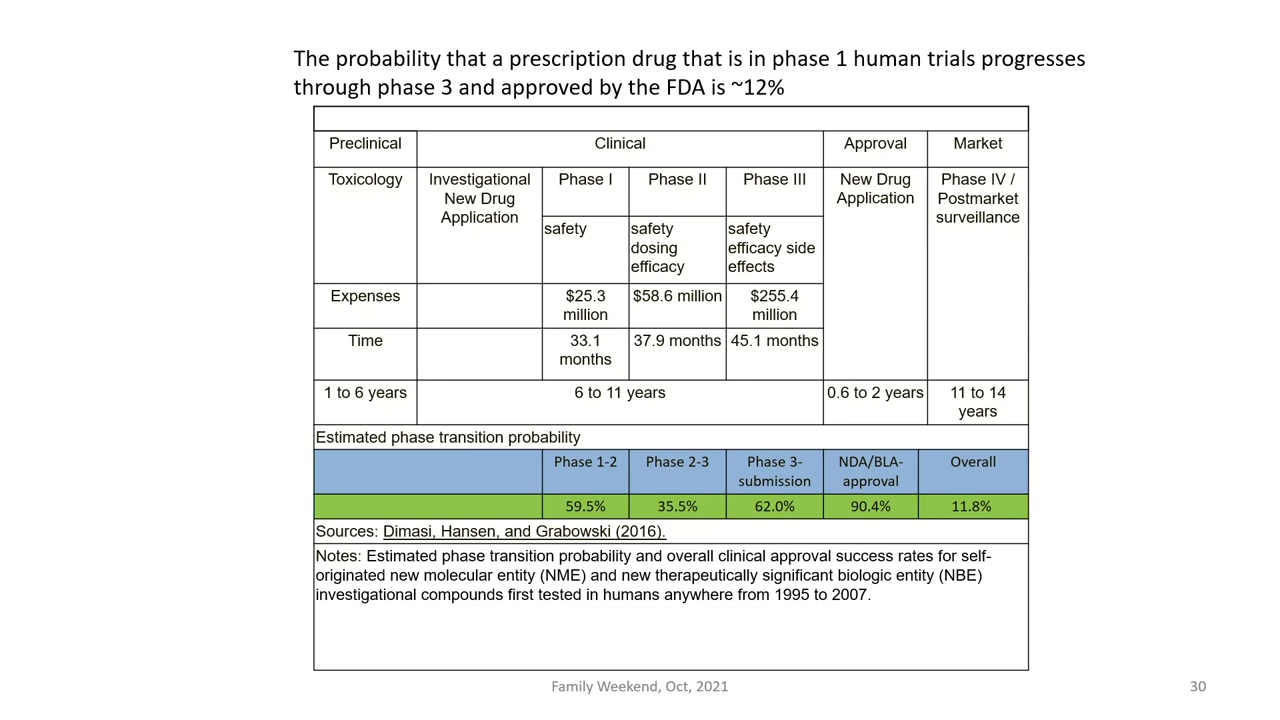 The probability that a prescription drug that is in phase 1 human trials progresses
through phase 3 and approved by the FDA is ~12%
Preclinical
Clinical
Approval
Market
Toxicology
Investigational
New Drug
Application
Phase I
Phase II
Phase III
New Drug
Application
Phase IV /
Postmarket
surveillance
safety
safety
dosing
efficacy
safety
efficacy side
effects
Expenses
$25.3
million
$58.6 million
$255.4
million
Time
33.1
months
37.9 months
45.1 months
1 to 6 years
6 to 11 years
0.6 to 2 years
11 to 14
years
Estimated phase transition probability
Phase 1-2
Phase 2-3
Phase 3-
submission
NDA/BLA-
approval
Overall
59.5%
35.5%
62.0%
90.4%
11.8%
Sources: Dimasi, Hansen, and Grabowski (2016).
Notes: Estimated phase transition probability and overall clinical approval success rates for self-
originated new molecular entity (NME) and new therapeutically significant biologic entity (NBE)
investigational compounds first tested in humans anywhere from 1995 to 2007.
Family Weekend, Oct, 2021
30